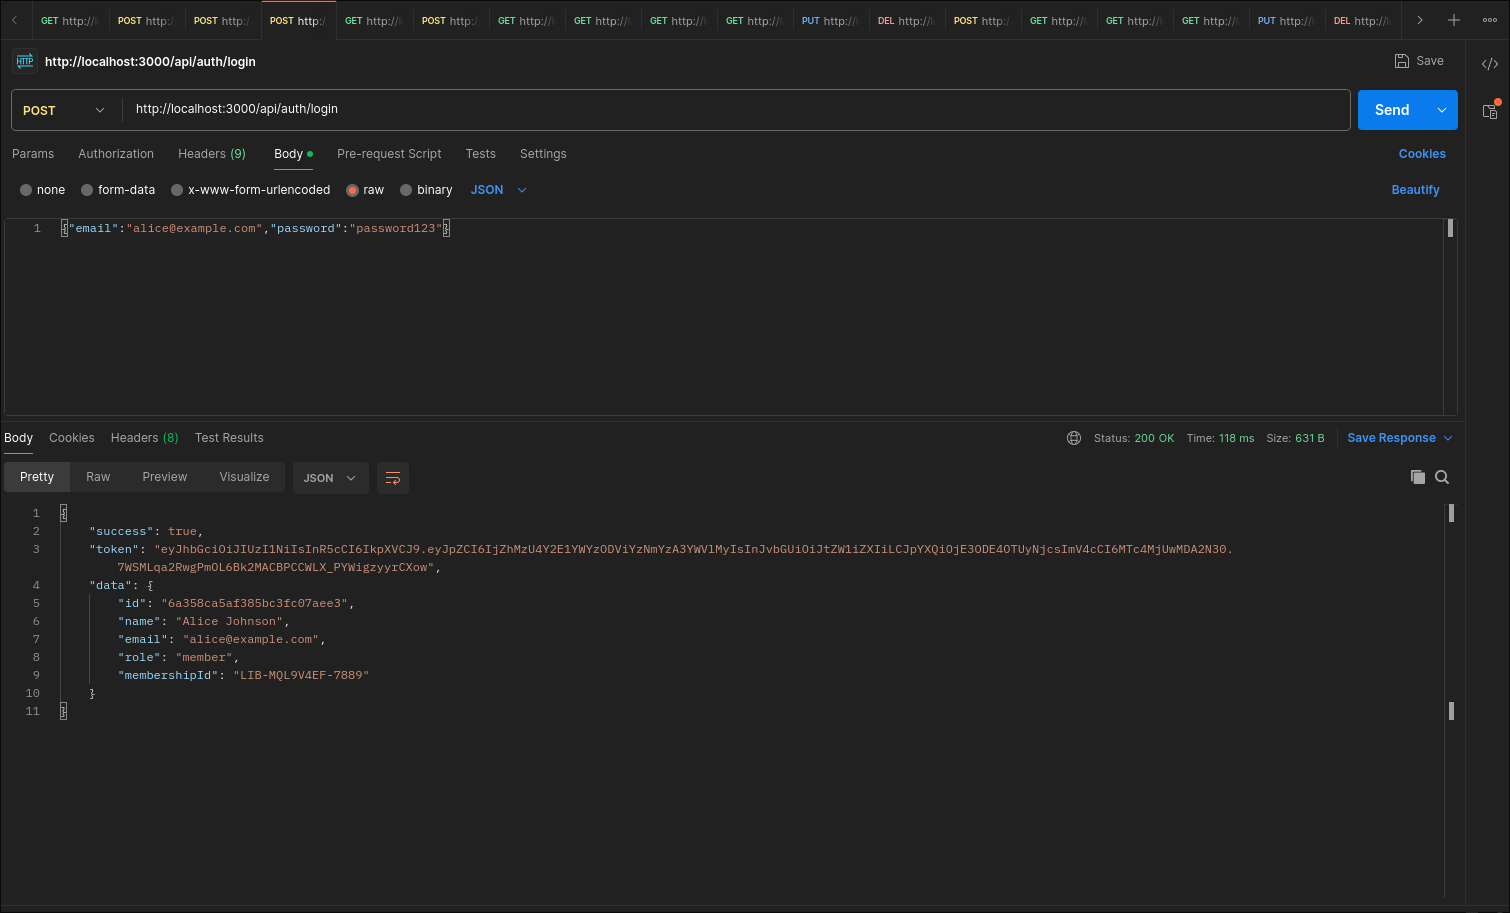 GET http://l POST http:/ POST http:/ POST http:/ GET http://l POST http:/ GET http://l GET http://l GET http://l GET http://l PUT http://l DEL http://l POST http:/ GET http://l GET http://l GET http://l PUT http://l DEL http://l
HTTP http://localhost:3000/api/auth/login Save
POST http://localhost:3000/api/auth/login Send
Params Authorization Headers (9) Body Pre-request Script Tests Settings Cookies
none form-data x-www-form-urlencoded raw binary JSON Beautify
1 {"email":"alice@example.com","password":"password123"}
Body Cookies Headers (8) Test Results Status: 200 OK Time: 118 ms Size: 631 B Save Response
Pretty Raw Preview Visualize JSON
1 {
2 "success": true,
3 "token": "eyJhbGciOiJIUzI1NiIsInR5cCI6IkpXVCJ9.eyJpZCI6IjZhMzU4Y2E1YWYzODViYzNmYzA3YWVlMyIsInJvbGUiOiJtZW1iZXIiLCJpYXQiOjE3ODE4OTUyNjcsImV4cCI6MTc4MjUwMDA2N30.
7WSMLqa2RwgPmOL6Bk2MACBPCCWLX_PYWigzyyrCXow",
4 "data": {
5 "id": "6a358ca5af385bc3fc07aee3",
6 "name": "Alice Johnson",
7 "email": "alice@example.com",
8 "role": "member",
9 "membershipId": "LIB-MQL9V4EF-7889"
10 }
11 }